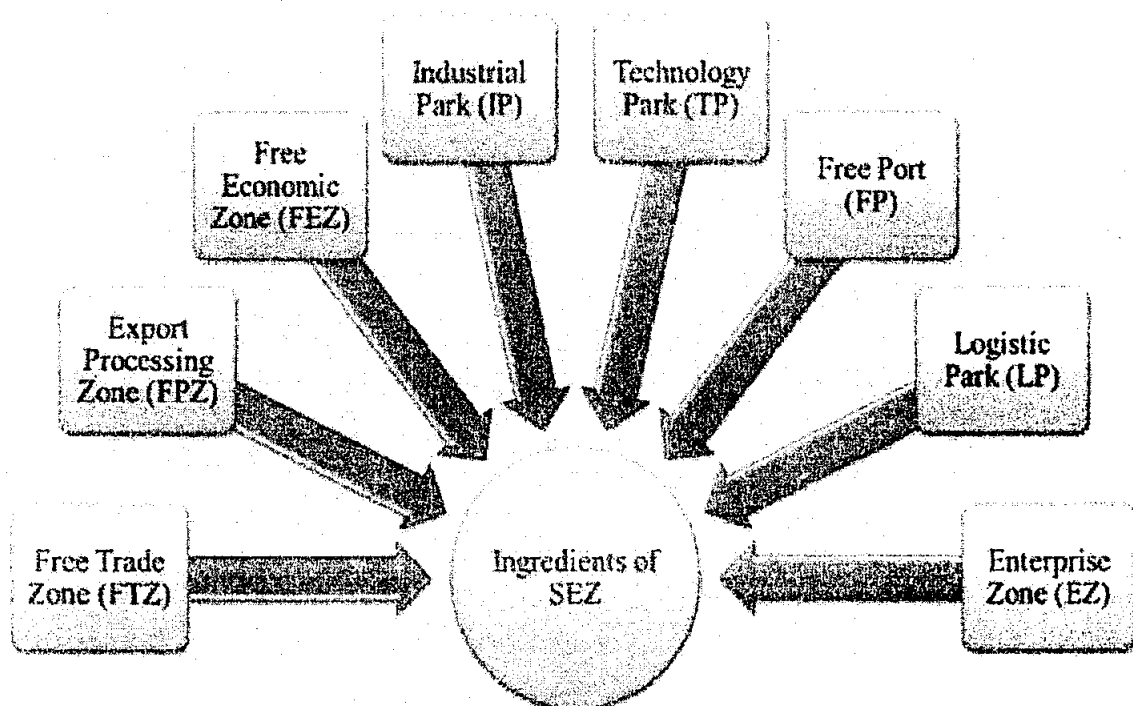 Industrial
Park (IP)
Technology
Park (TP)
Free
Economic
Zone (FEZ)
Free Port
(FP)
Export
Processing
Zone (FPZ)
Logistic
Park (LP)
Free Trade
Zone (FTZ)
Ingredients of
SEZ
Enterprise
Zone (EZ)